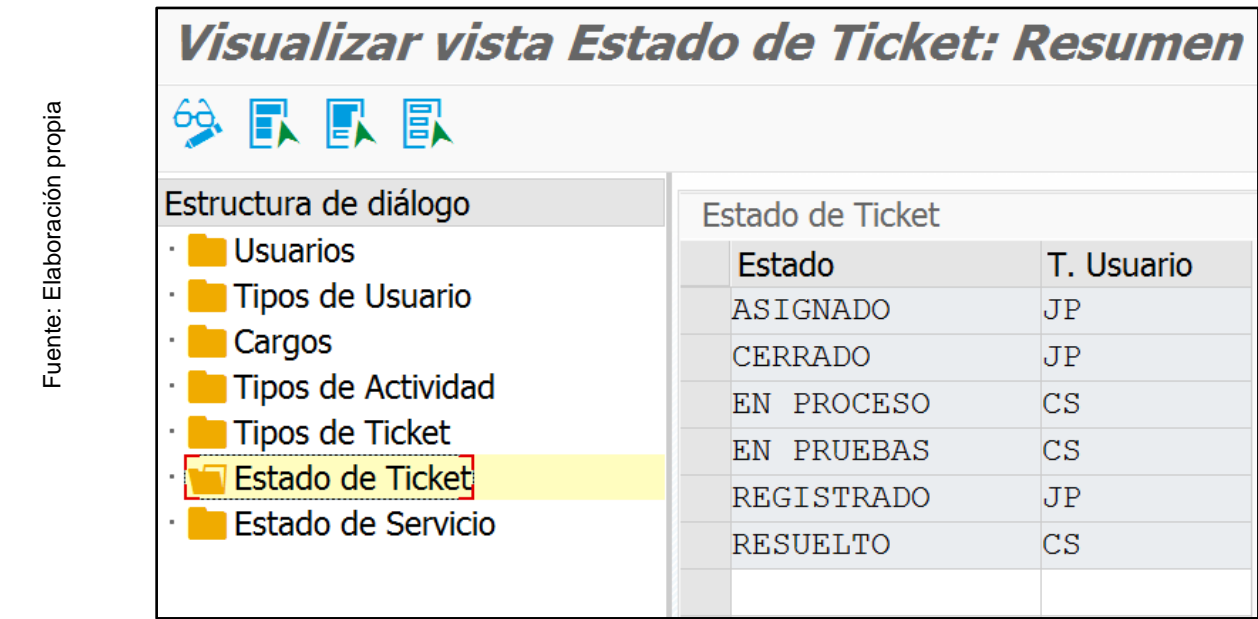 Fuente: Elaboración propia
Visualizar vista Estado de Ticket: Resumen
Estructura de diálogo
Usuarios
Tipos de Usuario
Cargos
Tipos de Actividad
Tipos de Ticket
Estado de Ticket
Estado de Servicio
Estado de Ticket
Estado T. Usuario
ASIGNADO JP
CERRADO JP
EN PROCESO CS
EN PRUEBAS CS
REGISTRADO JP
RESUELTO CS